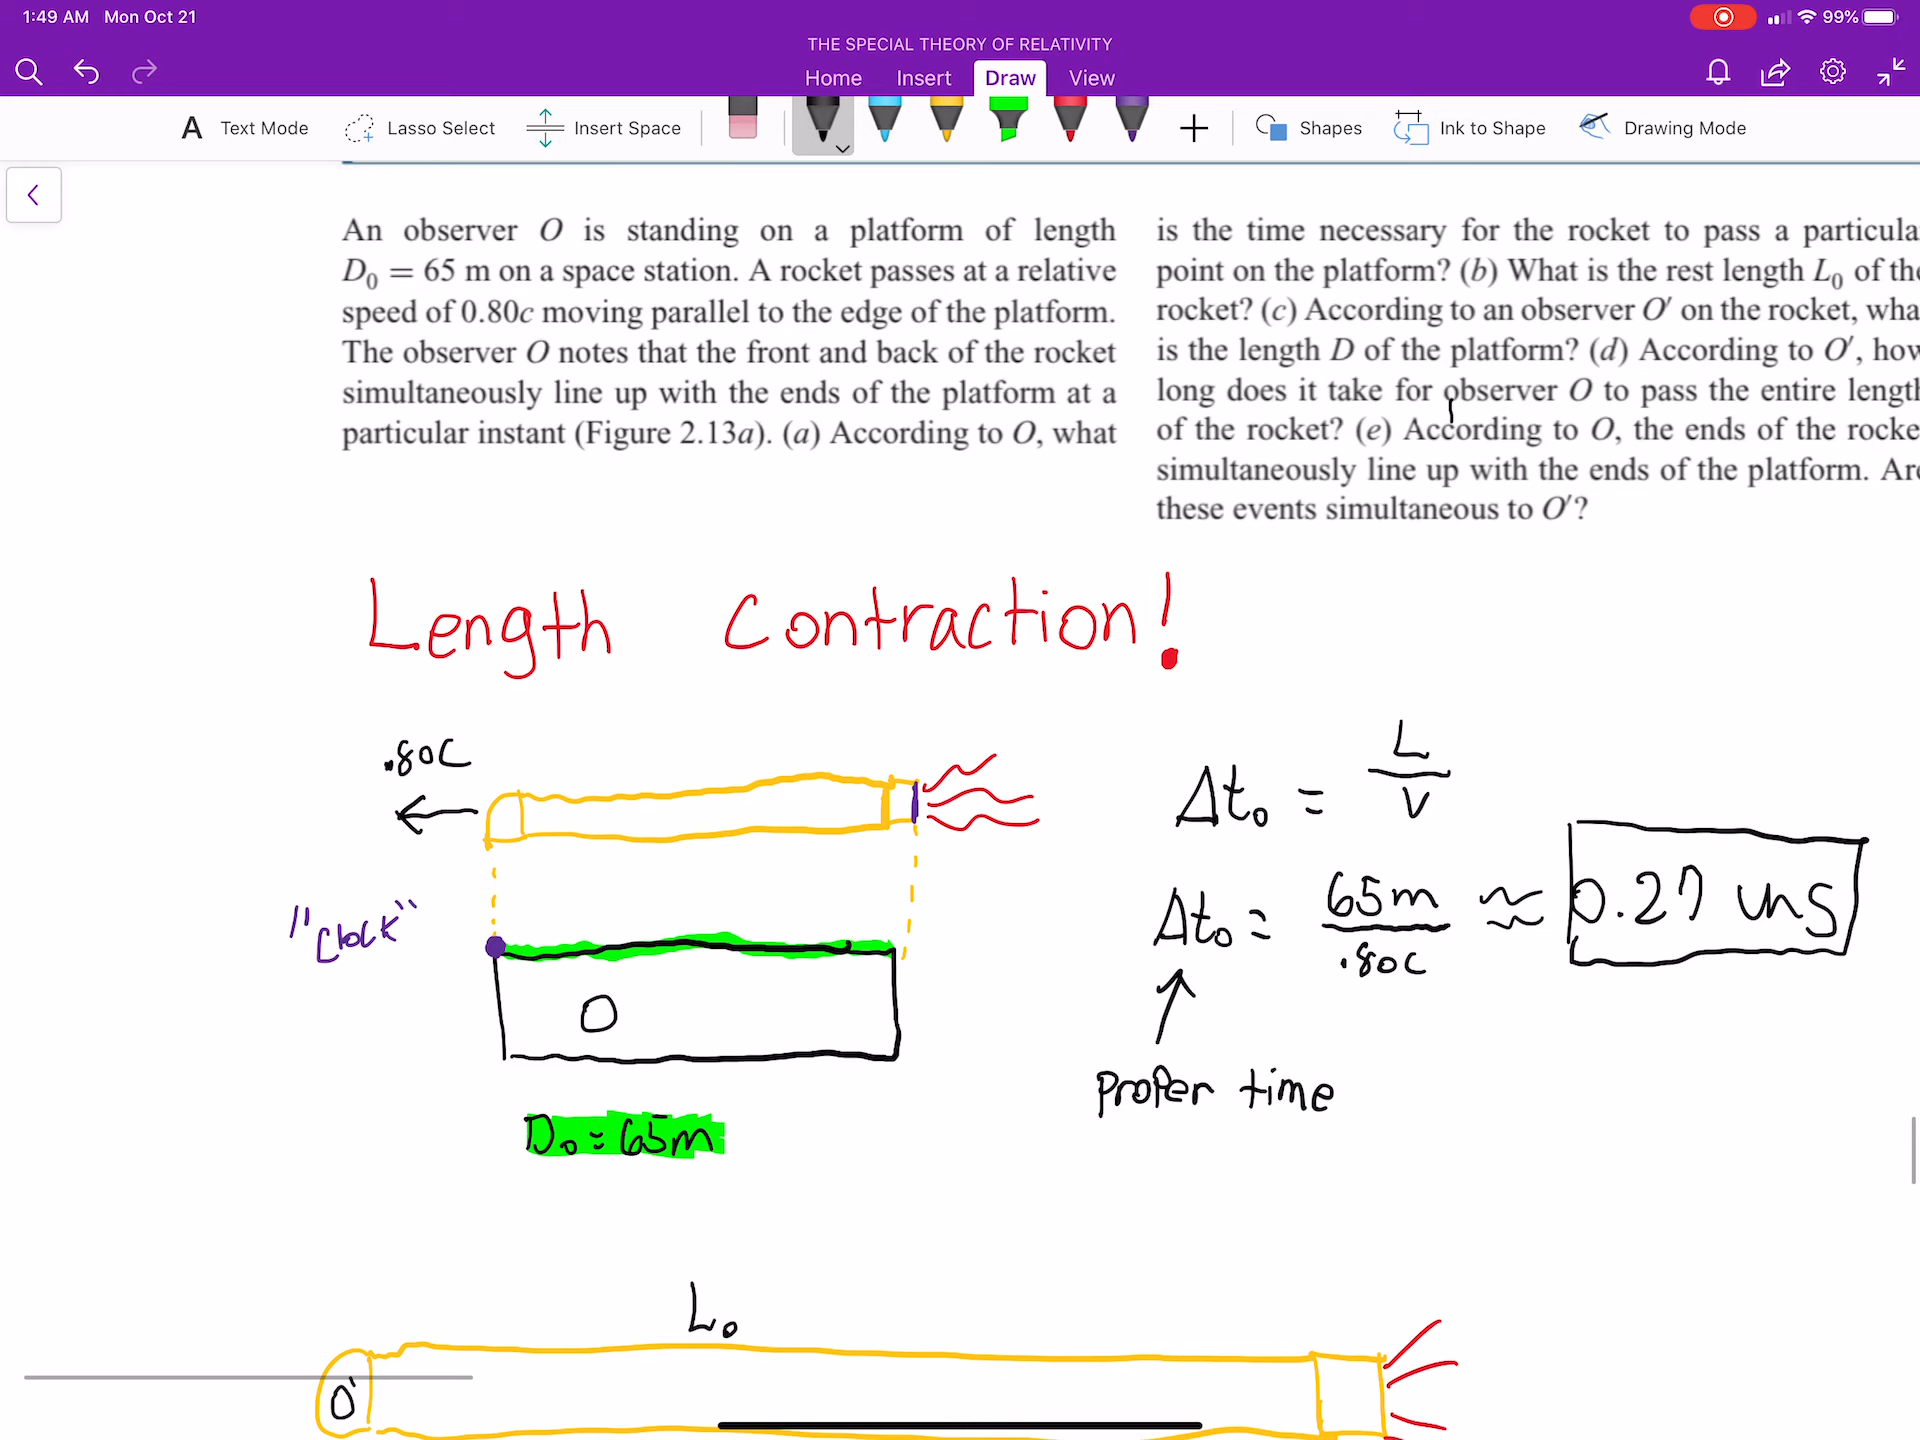 1:49 AM Mon Oct 21
99%
THE SPECIAL THEORY OF RELATIVITY
Home Insert Draw View
A Text Mode Lasso Select Insert Space Shapes Ink to Shape Drawing Mode
An observer O is standing on a platform of length
D₀ = 65 m on a space station. A rocket passes at a relative
speed of 0.80c moving parallel to the edge of the platform.
The observer O notes that the front and back of the rocket
simultaneously line up with the ends of the platform at a
particular instant (Figure 2.13a). (a) According to O, what
is the time necessary for the rocket to pass a particula
point on the platform? (b) What is the rest length L₀ of the
rocket? (c) According to an observer O′ on the rocket, wha
is the length D of the platform? (d) According to O′, how
long does it take for observer O to pass the entire length
of the rocket? (e) According to O, the ends of the rocke
simultaneously line up with the ends of the platform. Are
these events simultaneous to O′?
Length Contraction!
.80C
Δt₀ = L/V
"Clock"
Δt₀ = 65m/.80C ≈ 0.27 μs
O
Proper time
D₀ = 65m
L₀
O'